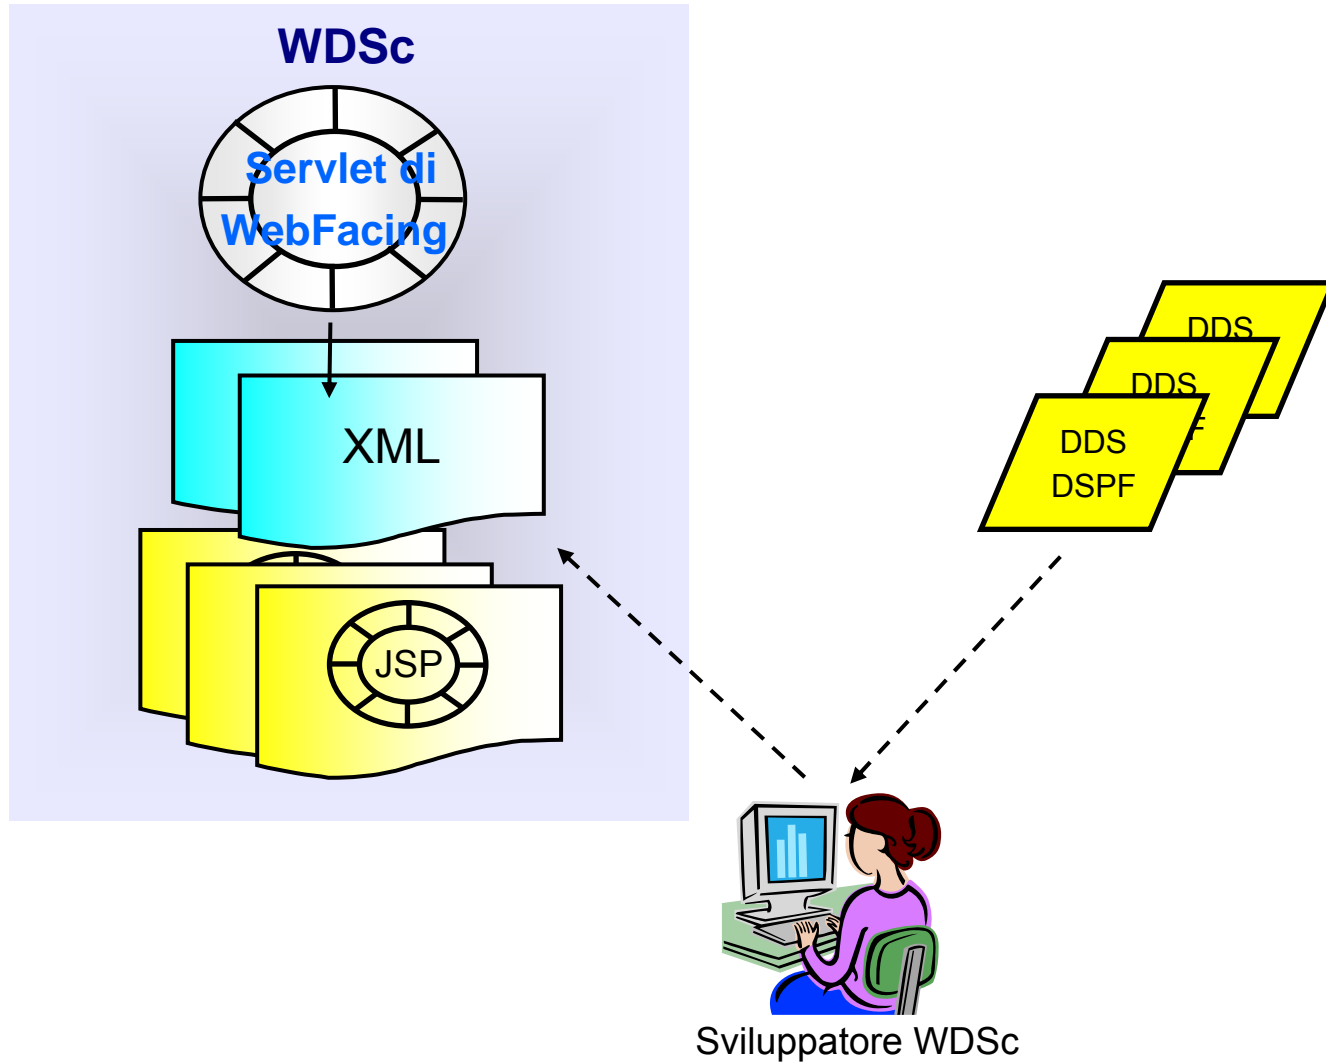 WDSc
Servlet di
WebFacing
XML
JSP
DDS
DDS
F
DDS
DSPF
Sviluppatore WDSc